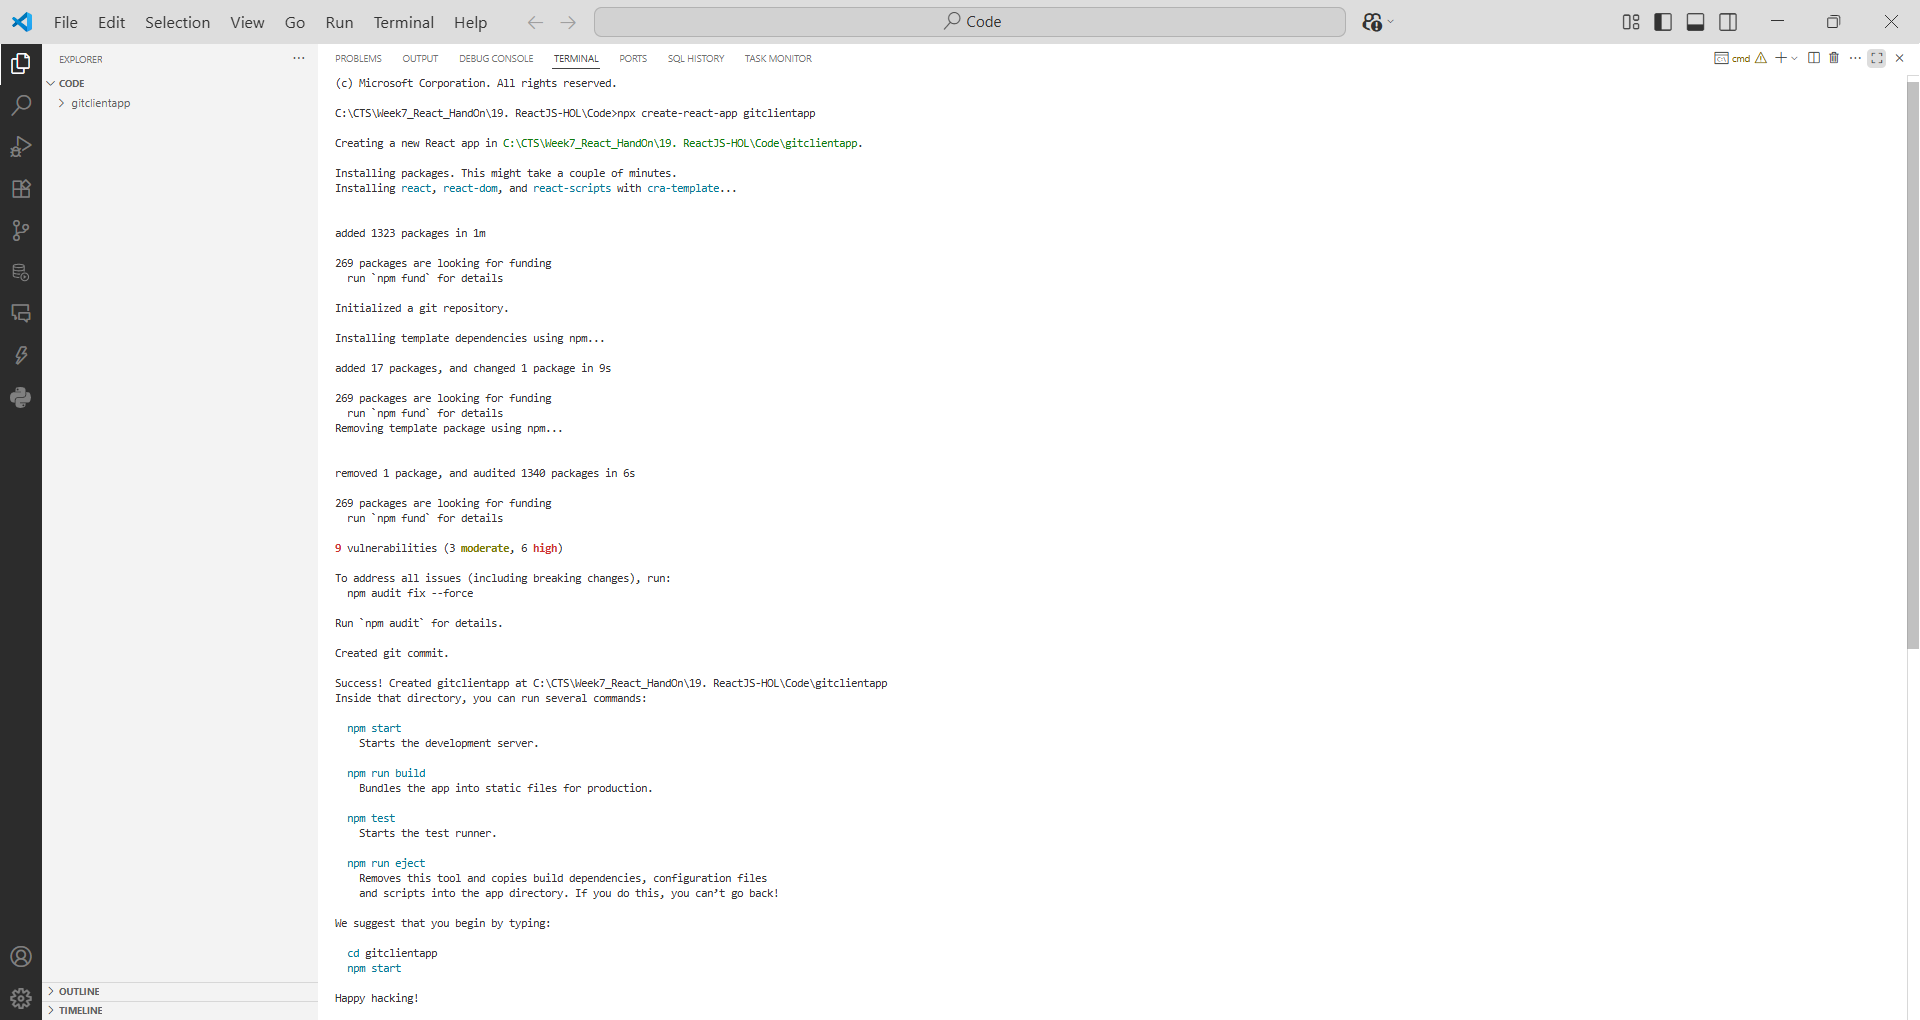 File Edit Selection View Go Run Terminal Help
Code
EXPLORER
CODE
gitclientapp
OUTLINE
TIMELINE
PROBLEMS OUTPUT DEBUG CONSOLE TERMINAL PORTS SQL HISTORY TASK MONITOR
cmd
(c) Microsoft Corporation. All rights reserved.
C:\CTS\Week7_React_HandOn\19. ReactJS-HOL\Code>npx create-react-app gitclientapp
Creating a new React app in C:\CTS\Week7_React_HandOn\19. ReactJS-HOL\Code\gitclientapp.
Installing packages. This might take a couple of minutes.
Installing react, react-dom, and react-scripts with cra-template...
added 1323 packages in 1m
269 packages are looking for funding
run `npm fund` for details
Initialized a git repository.
Installing template dependencies using npm...
added 17 packages, and changed 1 package in 9s
269 packages are looking for funding
run `npm fund` for details
Removing template package using npm...
removed 1 package, and audited 1340 packages in 6s
269 packages are looking for funding
run `npm fund` for details
9 vulnerabilities (3 moderate, 6 high)
To address all issues (including breaking changes), run:
npm audit fix --force
Run `npm audit` for details.
Created git commit.
Success! Created gitclientapp at C:\CTS\Week7_React_HandOn\19. ReactJS-HOL\Code\gitclientapp
Inside that directory, you can run several commands:
npm start
Starts the development server.
npm run build
Bundles the app into static files for production.
npm test
Starts the test runner.
npm run eject
Removes this tool and copies build dependencies, configuration files
and scripts into the app directory. If you do this, you can’t go back!
We suggest that you begin by typing:
cd gitclientapp
npm start
Happy hacking!